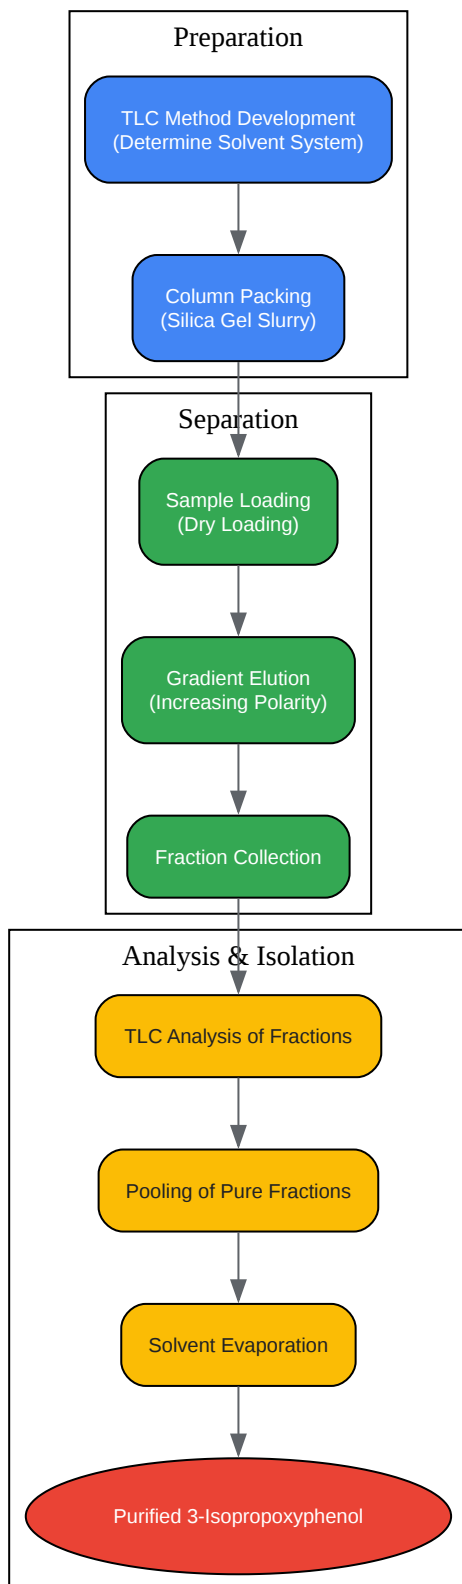 Preparation
TLC Method Development
(Determine Solvent System)
Column Packing
(Silica Gel Slurry)
Separation
Sample Loading
(Dry Loading)
Gradient Elution
(Increasing Polarity)
Fraction Collection
Analysis & Isolation
TLC Analysis of Fractions
Pooling of Pure Fractions
Solvent Evaporation
Purified 3-Isopropoxyphenol